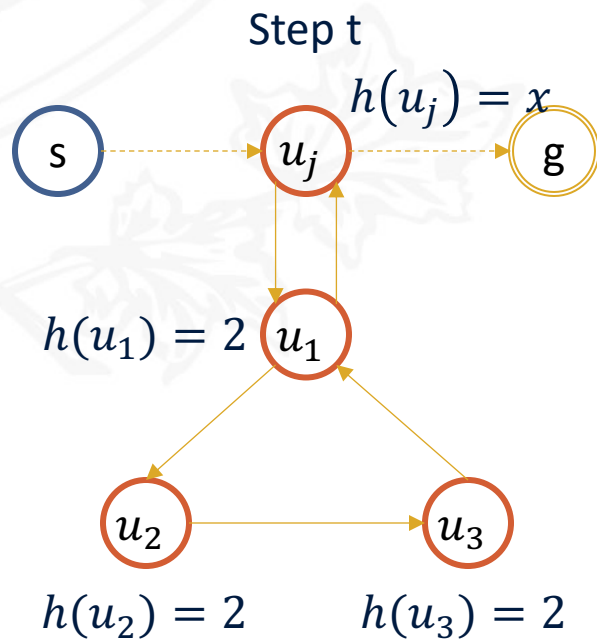 Step t
h(u_j) = x
s
u_j
g
h(u_1) = 2
u_1
u_2
u_3
h(u_2) = 2
h(u_3) = 2